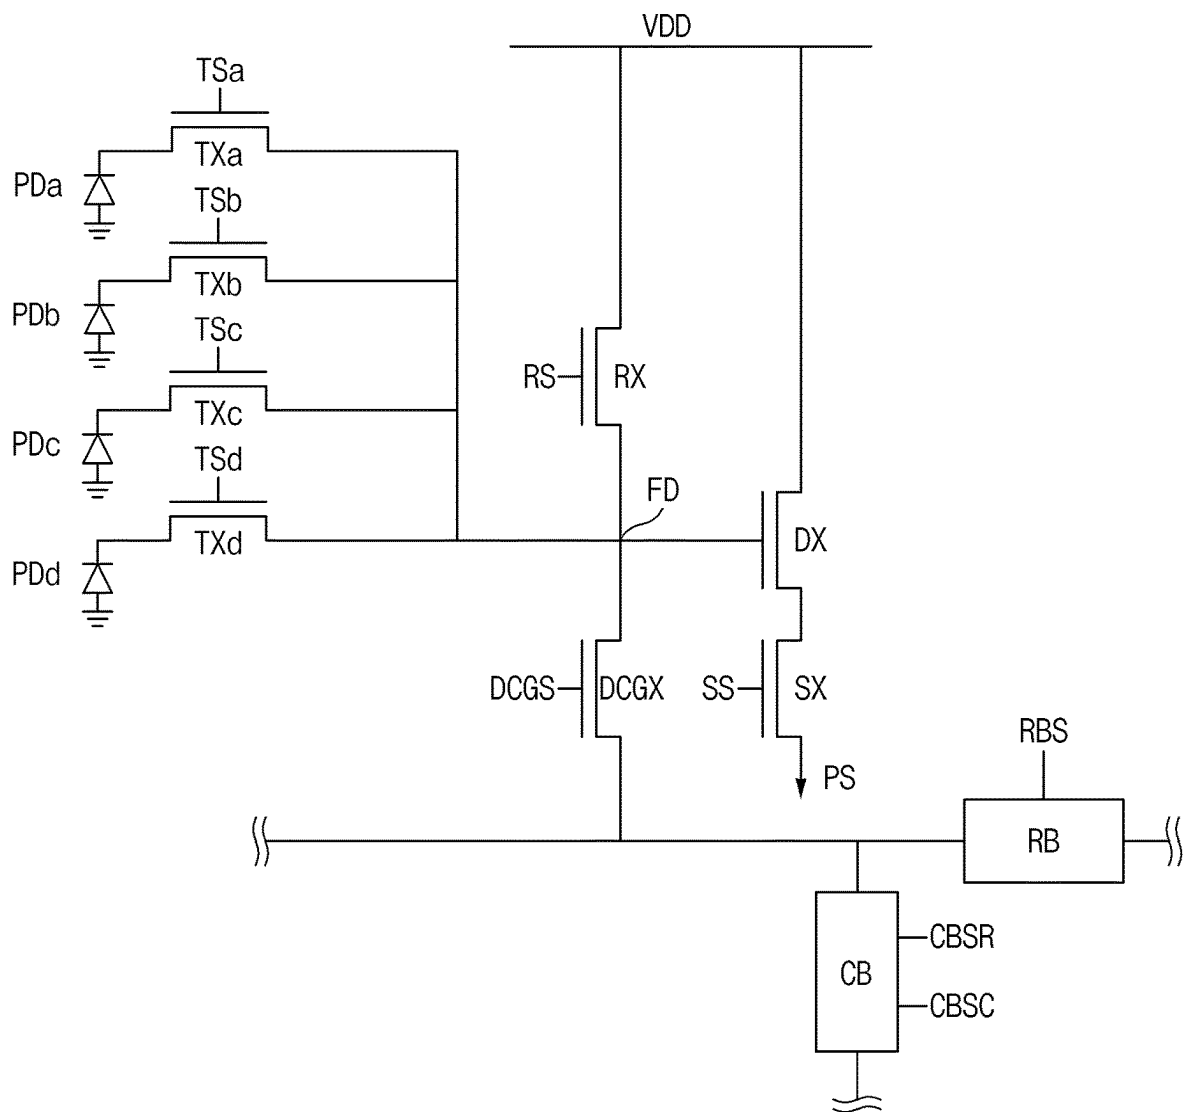 VDD
TSa
TXa
PDa
TSb
TXb
PDb
TSc
RS
RX
TXc
PDc
TSd
FD
TXd
DX
PDd
DCGS
DCGX
SS
SX
RBS
PS
RB
CBSR
CB
CBSC